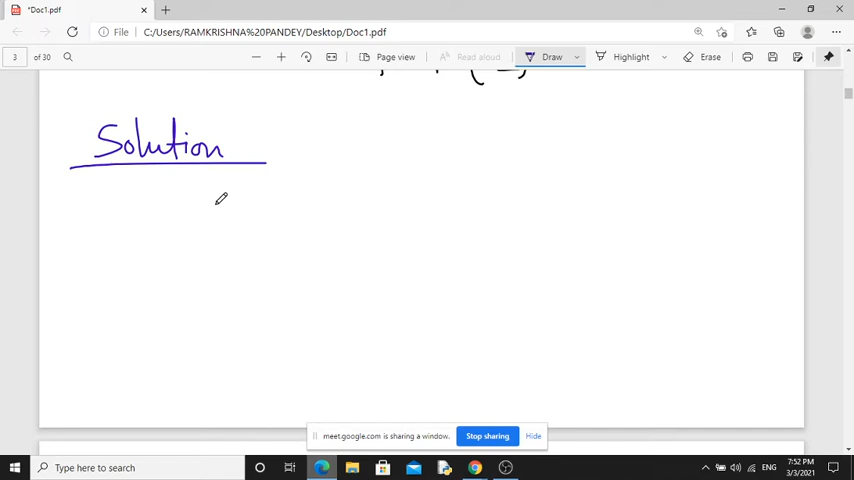 *Doc1.pdf
File C:/Users/RAMKRISHNA%20PANDEY/Desktop/Doc1.pdf
3 of 30 Page view Read aloud Draw Highlight Erase
Solution
meet.google.com is sharing a window. Stop sharing Hide
Type here to search
ENG
7:52 PM
3/3/2021